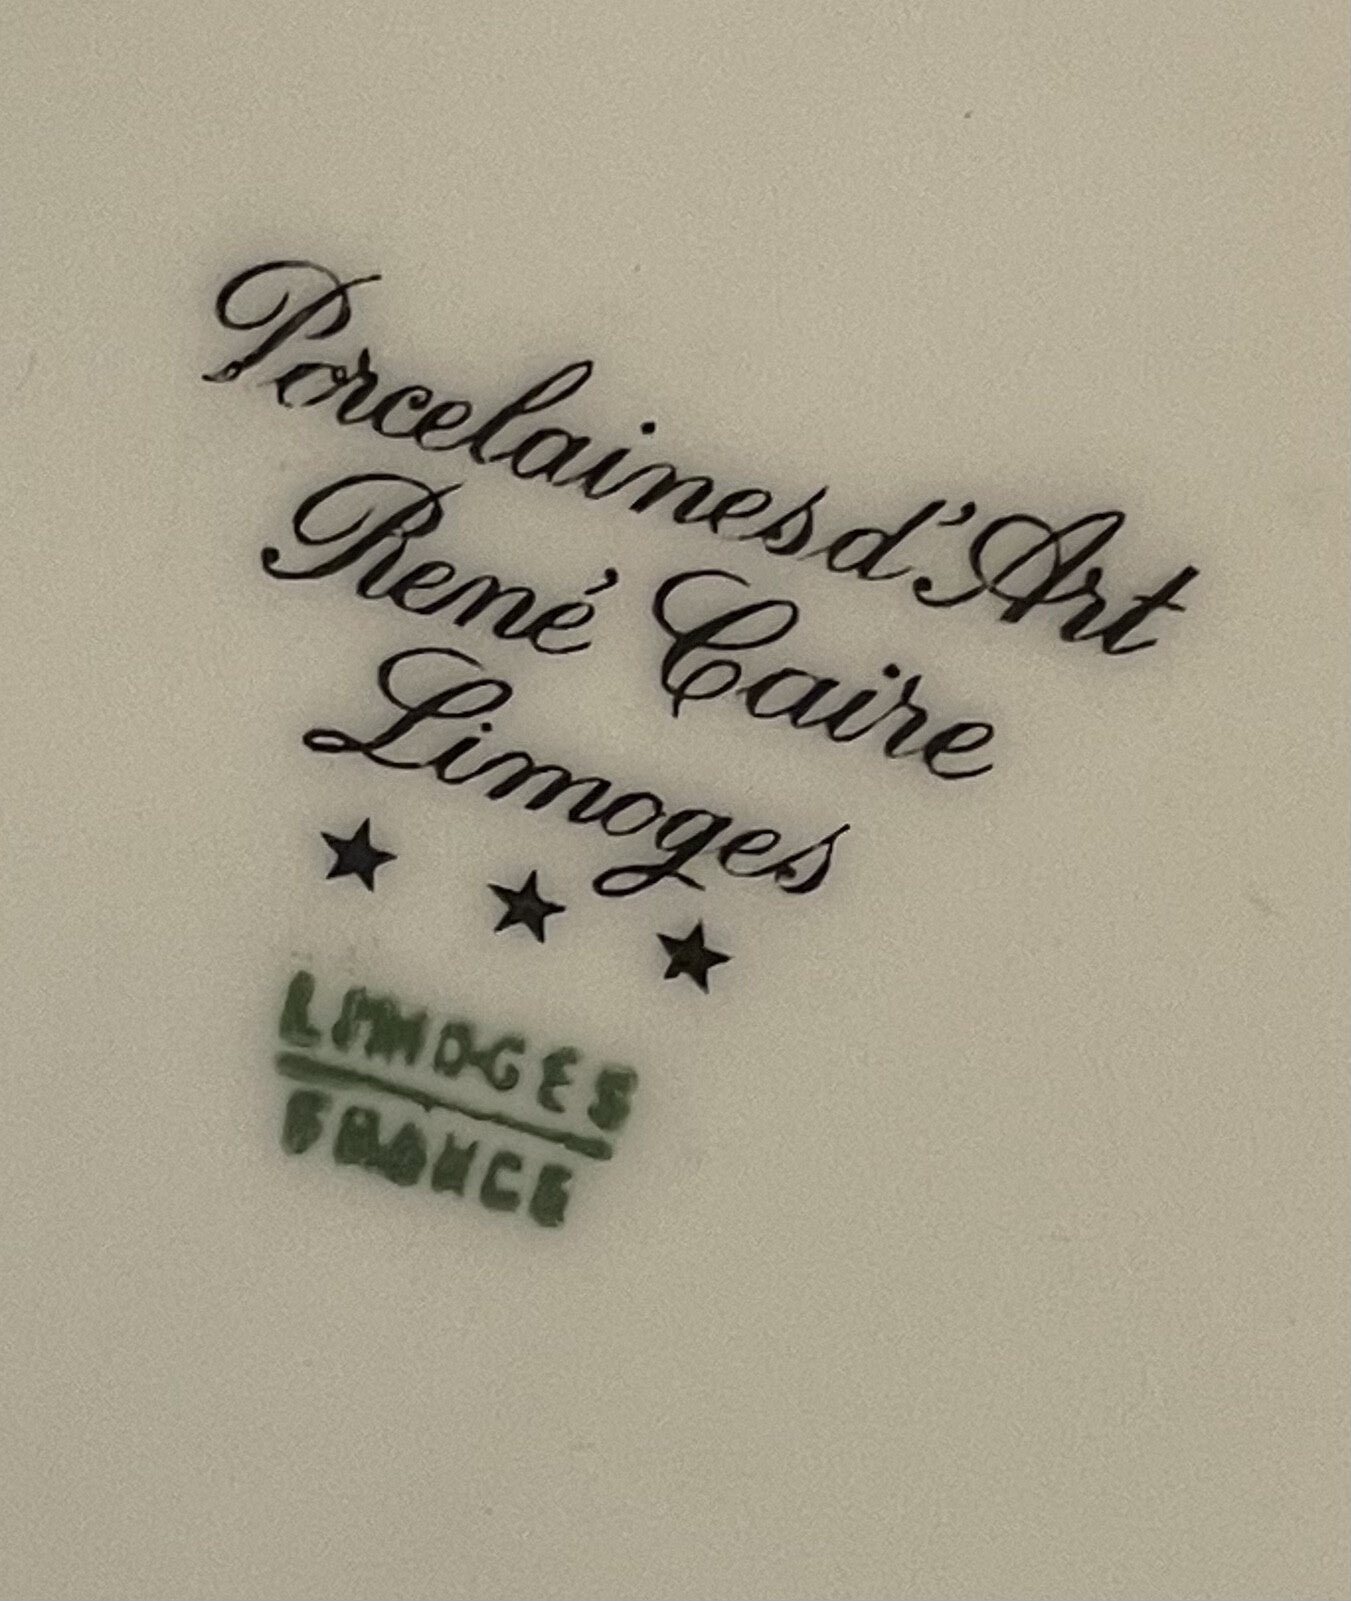 Porcelaines d'Art
René Caire
Limoges
★ ★ ★
LIMOGES
FRANCE